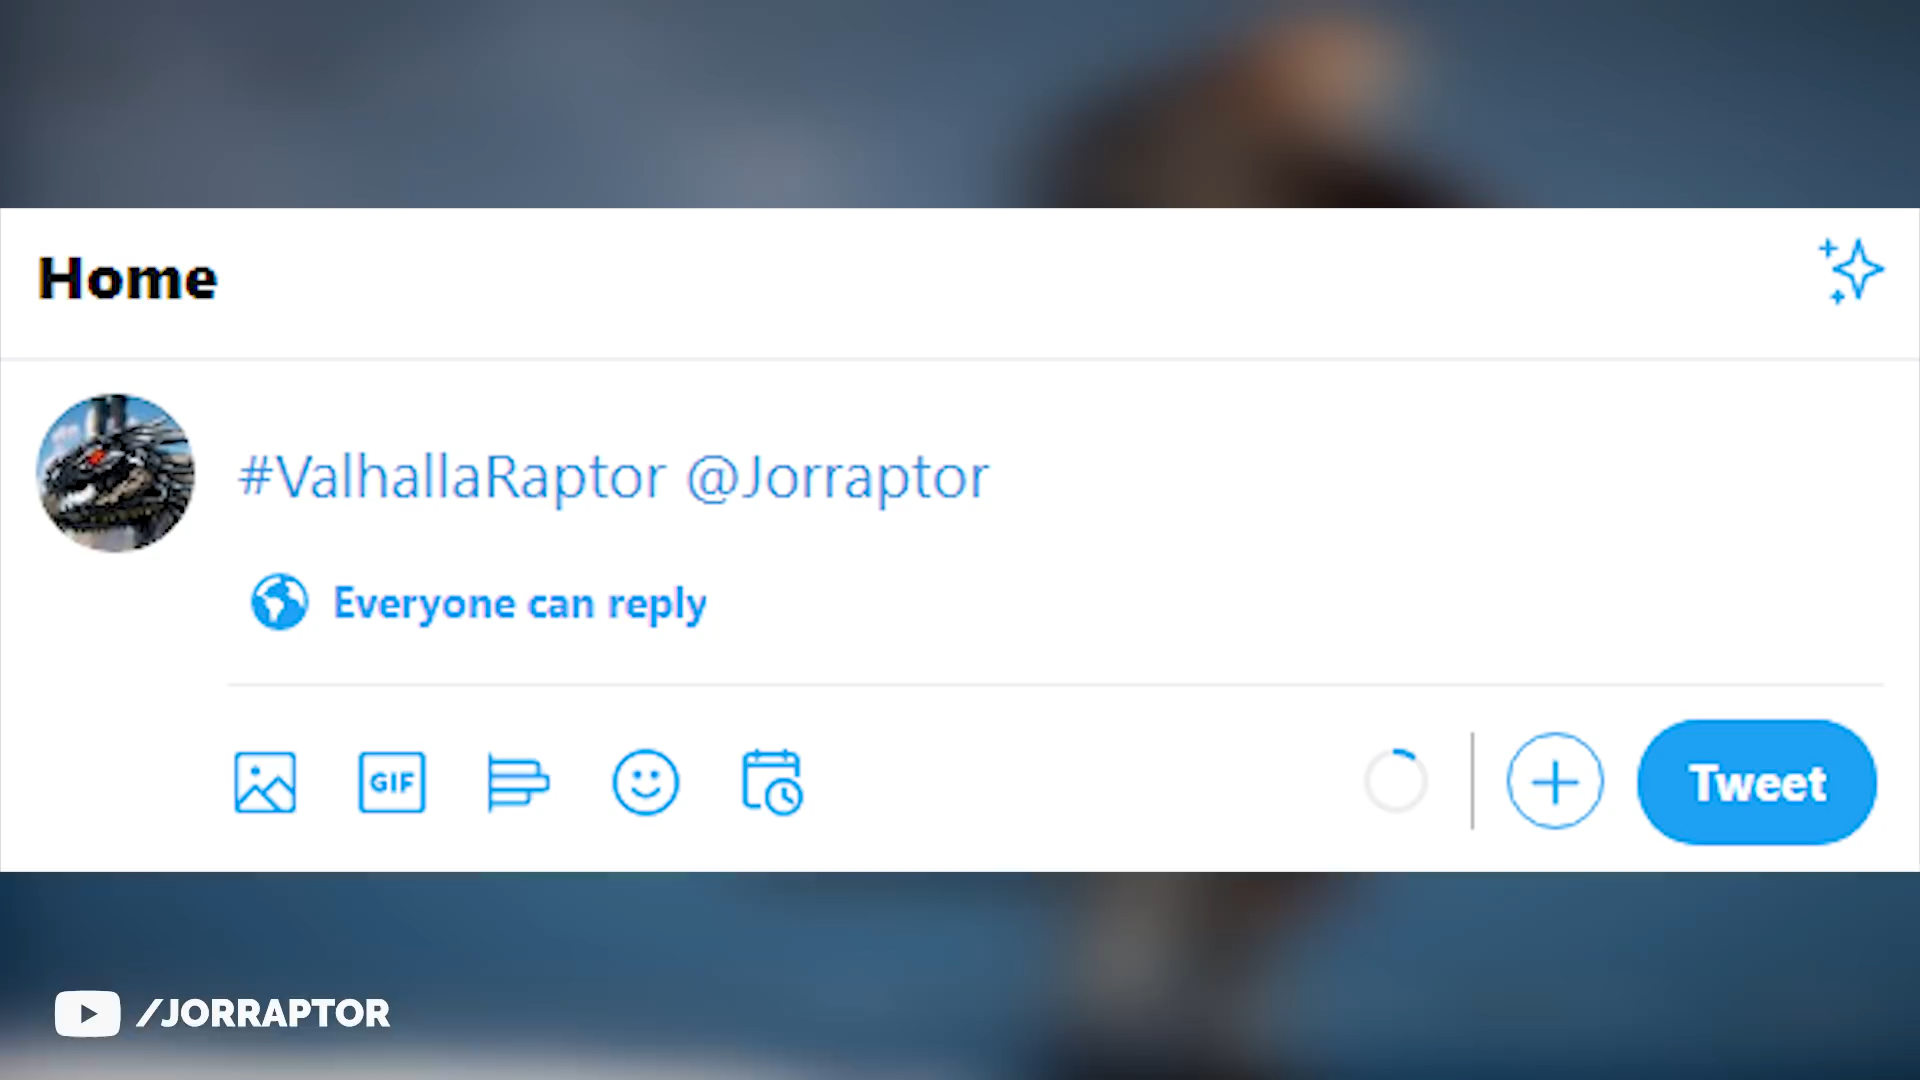 Home
#ValhallaRaptor @Jorraptor
Everyone can reply
GIF
Tweet
/JORRAPTOR